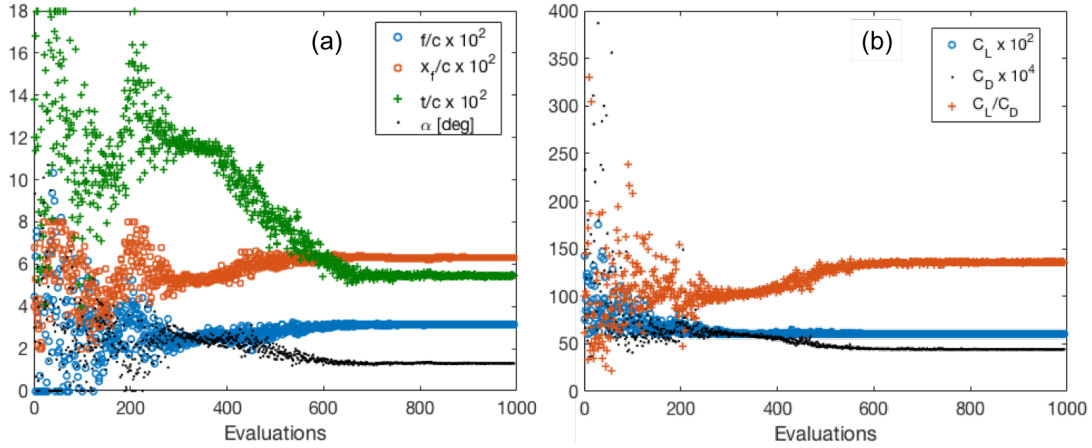 (a)
f/c x 10²
x_f/c x 10²
t/c x 10²
α [deg]
18
16
14
12
10
8
6
4
2
0
0 200 400 600 800 1000
Evaluations
(b)
C_L x 10²
C_D x 10⁴
C_L/C_D
400
350
300
250
200
150
100
50
0
0 200 400 600 800 1000
Evaluations